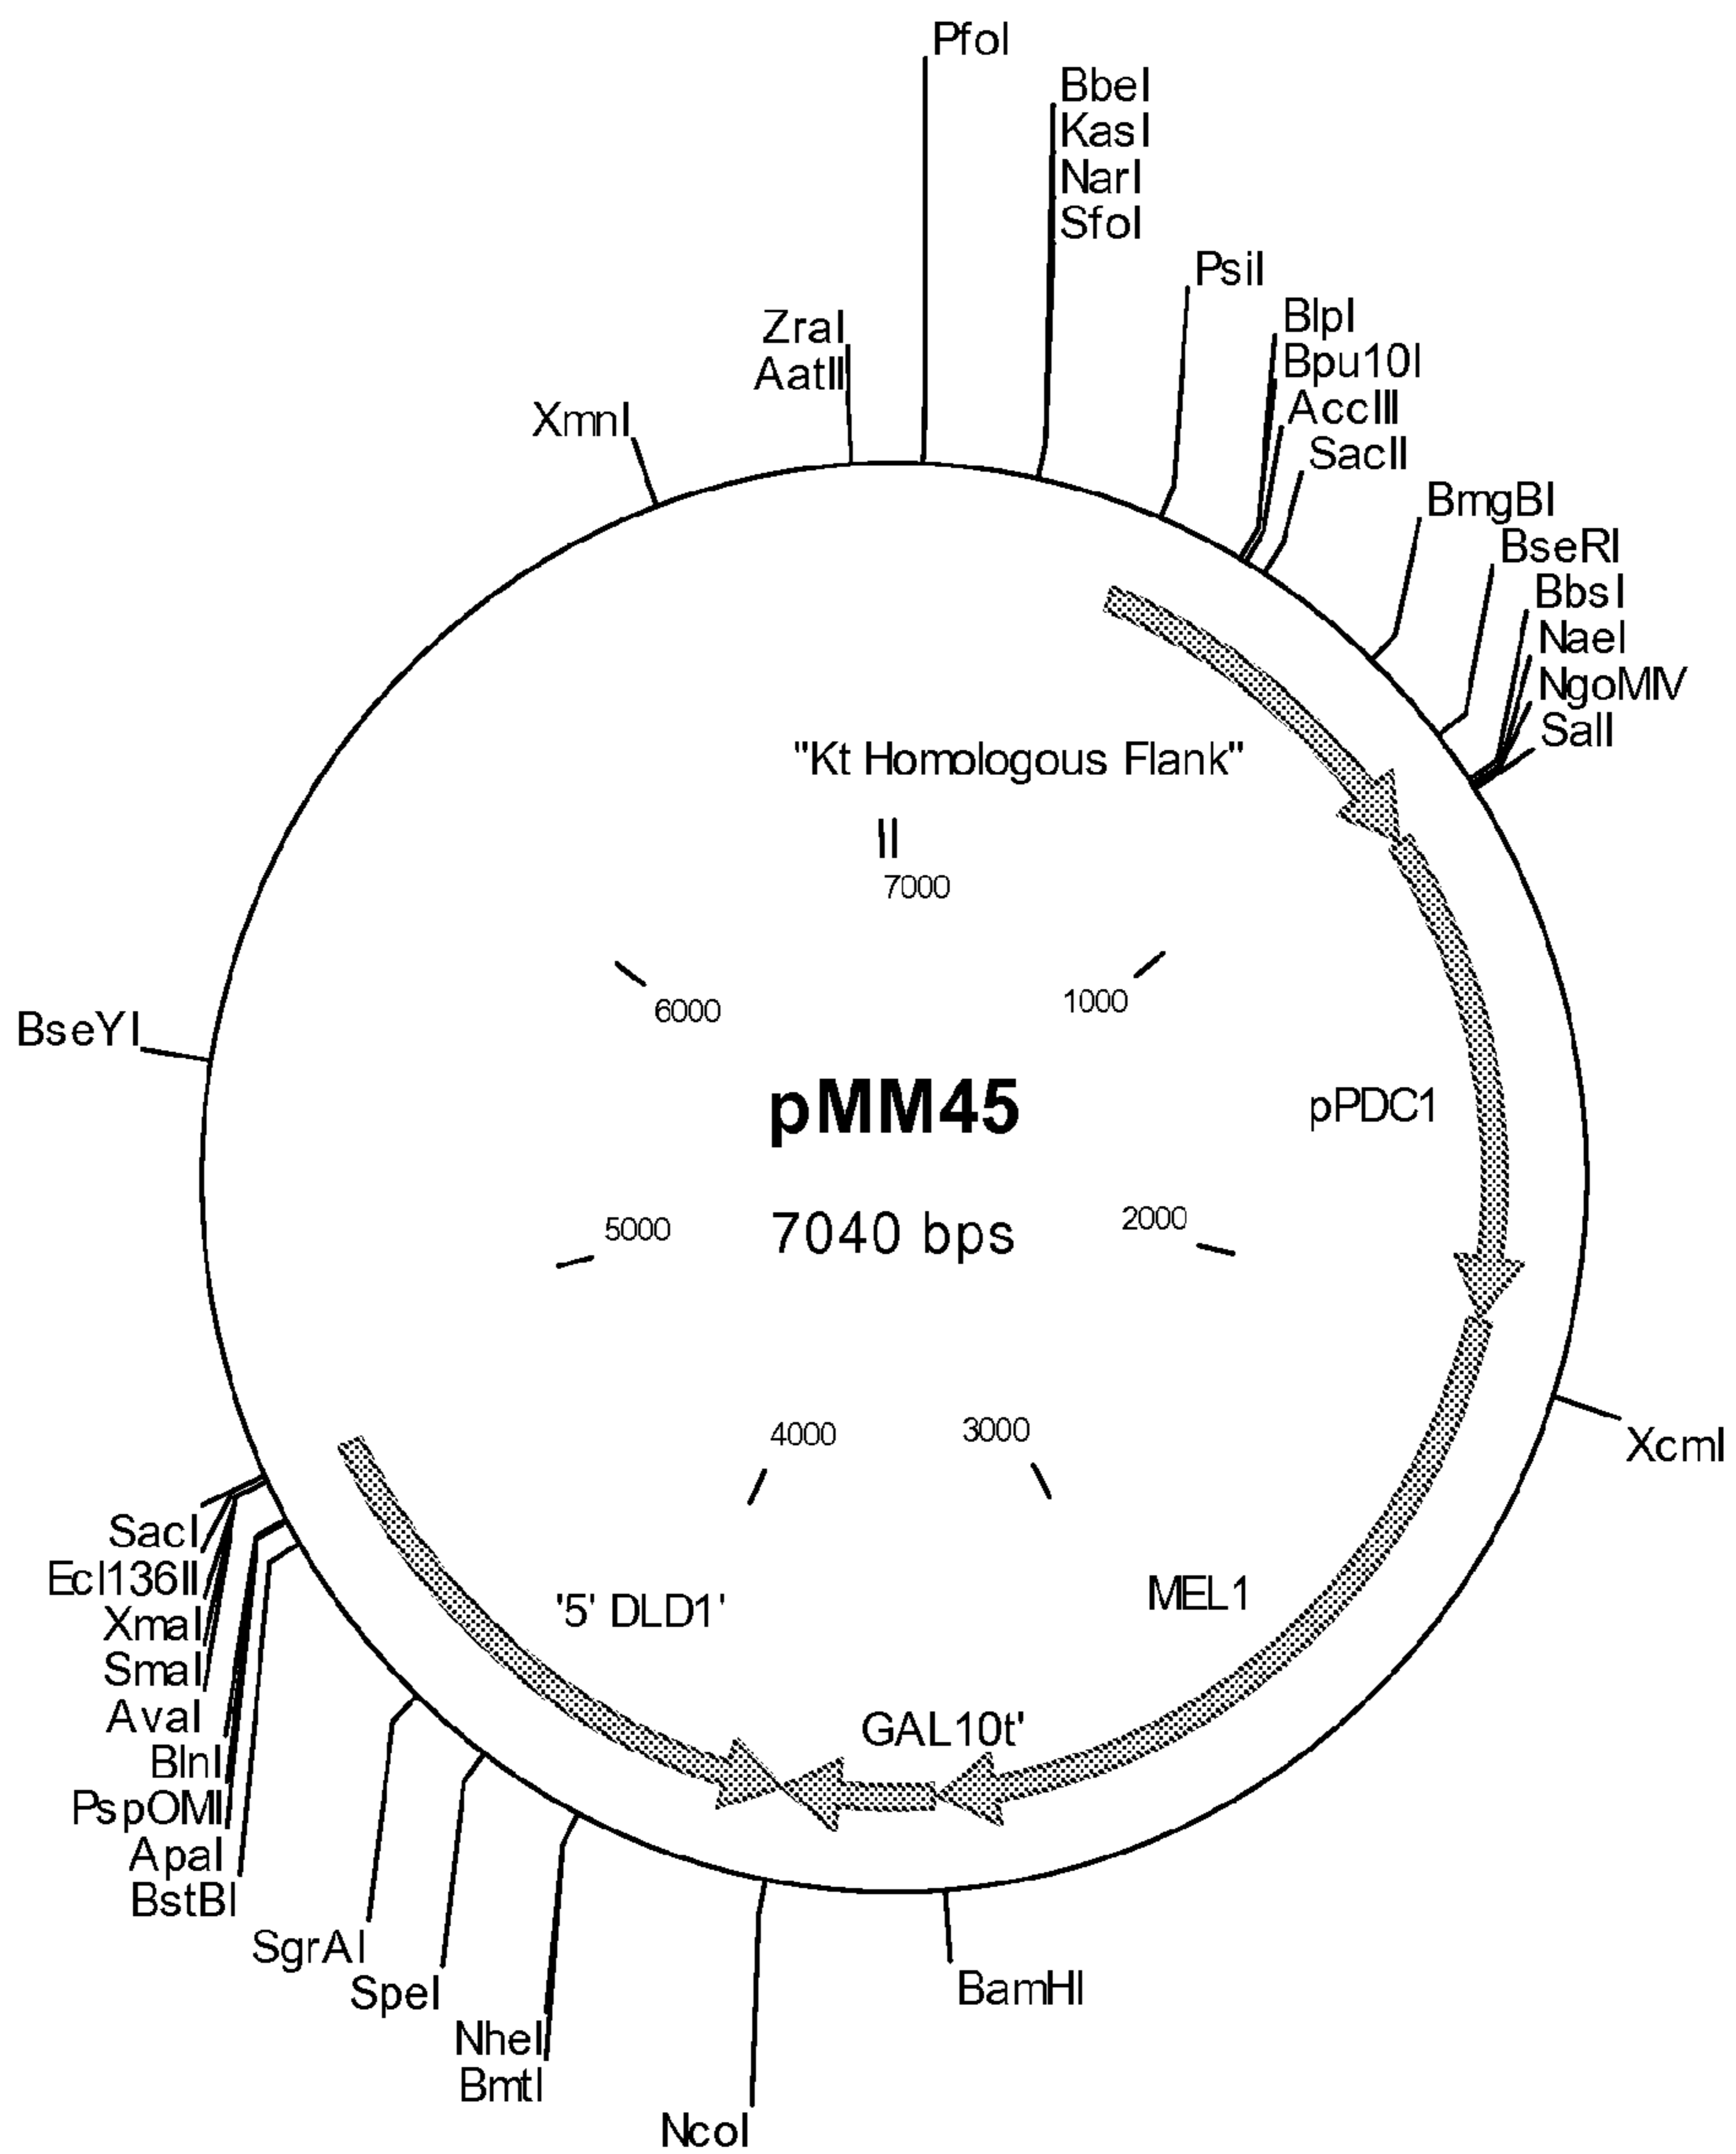 PfoI
BbeI
KasI
NarI
SfoI
PsiI
ZraI
AatII
BlpI
Bpu10I
AccIII
SacII
XmnI
BmgBI
BseRI
BbsI
NaeI
NgoMIV
SalI
"Kt Homologous Flank"
7000
6000
1000
BseYI
pMM45
pPDC1
5000
7040 bps
2000
4000
3000
XcmI
SacI
Ecl136II
XmaI
SmaI
AvaI
BlnI
PspOMI
ApaI
BstBI
'5' DLD1'
MEL1
GAL10t'
SgrAI
SpeI
NheI
BmtI
NcoI
BamHI